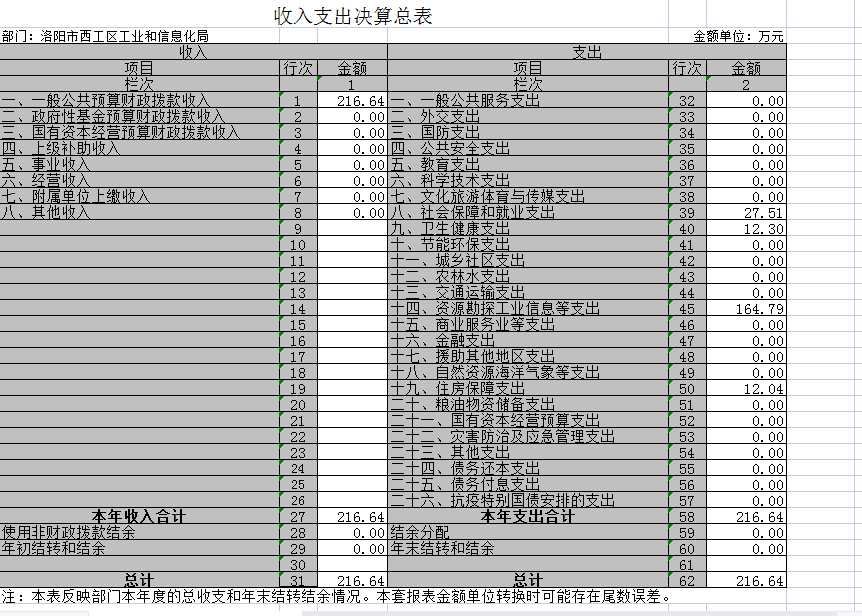 收入支出决算总表
部门：洛阳市西工区工业和信息化局 金额单位：万元
收入 支出
项目 行次 金额 项目 行次 金额
栏次 1 栏次 2
一、一般公共预算财政拨款收入 1 216.64 一、一般公共服务支出 32 0.00
二、政府性基金预算财政拨款收入 2 0.00 二、外交支出 33 0.00
三、国有资本经营预算财政拨款收入 3 0.00 三、国防支出 34 0.00
四、上级补助收入 4 0.00 四、公共安全支出 35 0.00
五、事业收入 5 0.00 五、教育支出 36 0.00
六、经营收入 6 0.00 六、科学技术支出 37 0.00
七、附属单位上缴收入 7 0.00 七、文化旅游体育与传媒支出 38 0.00
八、其他收入 8 0.00 八、社会保障和就业支出 39 27.51
9 九、卫生健康支出 40 12.30
10 十、节能环保支出 41 0.00
11 十一、城乡社区支出 42 0.00
12 十二、农林水支出 43 0.00
13 十三、交通运输支出 44 0.00
14 十四、资源勘探工业信息等支出 45 164.79
15 十五、商业服务业等支出 46 0.00
16 十六、金融支出 47 0.00
17 十七、援助其他地区支出 48 0.00
18 十八、自然资源海洋气象等支出 49 0.00
19 十九、住房保障支出 50 12.04
20 二十、粮油物资储备支出 51 0.00
21 二十一、国有资本经营预算支出 52 0.00
22 二十二、灾害防治及应急管理支出 53 0.00
23 二十三、其他支出 54 0.00
24 二十四、债务还本支出 55 0.00
25 二十五、债务付息支出 56 0.00
26 二十六、抗疫特别国债安排的支出 57 0.00
本年收入合计 27 216.64 本年支出合计 58 216.64
使用非财政拨款结余 28 0.00 结余分配 59 0.00
年初结转和结余 29 0.00 年末结转和结余 60 0.00
30 61
总计 31 216.64 总计 62 216.64
注：本表反映部门本年度的总收支和年末结转结余情况。本套报表金额单位转换时可能存在尾数误差。